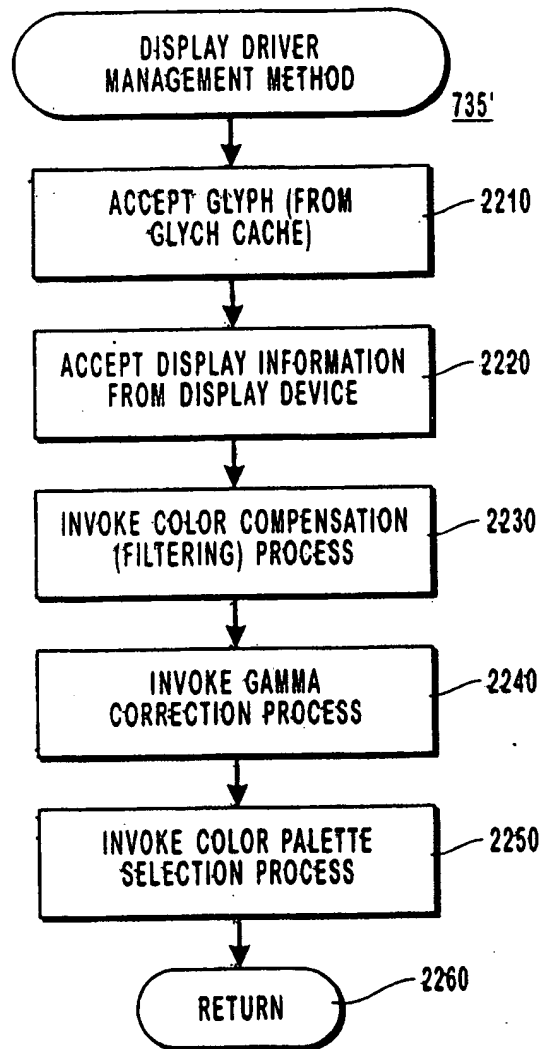 DISPLAY DRIVER
MANAGEMENT METHOD
735'
ACCEPT GLYPH (FROM
GLYCH CACHE)
2210
ACCEPT DISPLAY INFORMATION
FROM DISPLAY DEVICE
2220
INVOKE COLOR COMPENSATION
(FILTERING) PROCESS
2230
INVOKE GAMMA
CORRECTION PROCESS
2240
INVOKE COLOR PALETTE
SELECTION PROCESS
2250
RETURN
2260